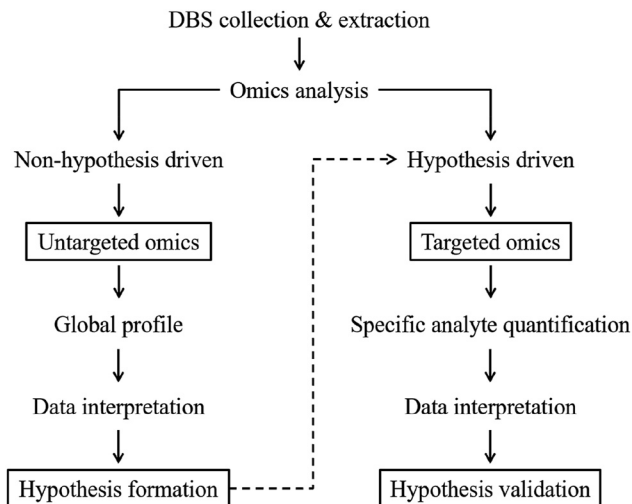 DBS collection & extraction
Omics analysis
Non-hypothesis driven
Hypothesis driven
Untargeted omics
Targeted omics
Global profile
Specific analyte quantification
Data interpretation
Data interpretation
Hypothesis formation
Hypothesis validation